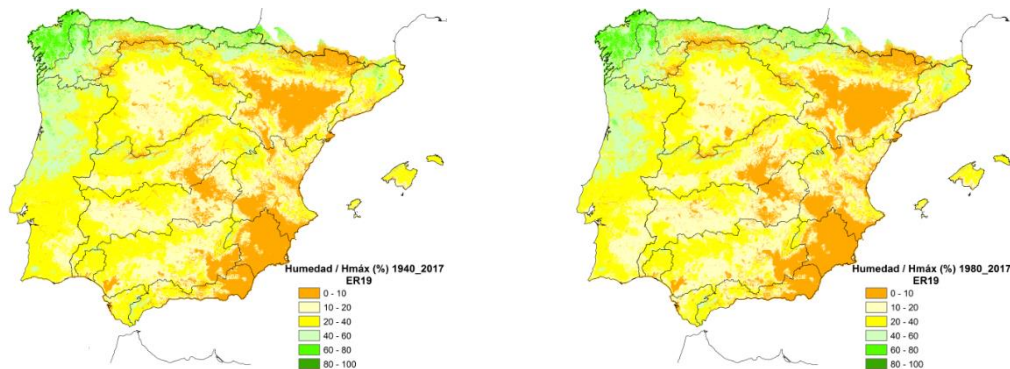 Humedad / Hmáx (%) 1940_2017
ER19
0 - 10
10 - 20
20 - 40
40 - 60
60 - 80
80 - 100
Humedad / Hmáx (%) 1980_2017
ER19
0 - 10
10 - 20
20 - 40
40 - 60
60 - 80
80 - 100